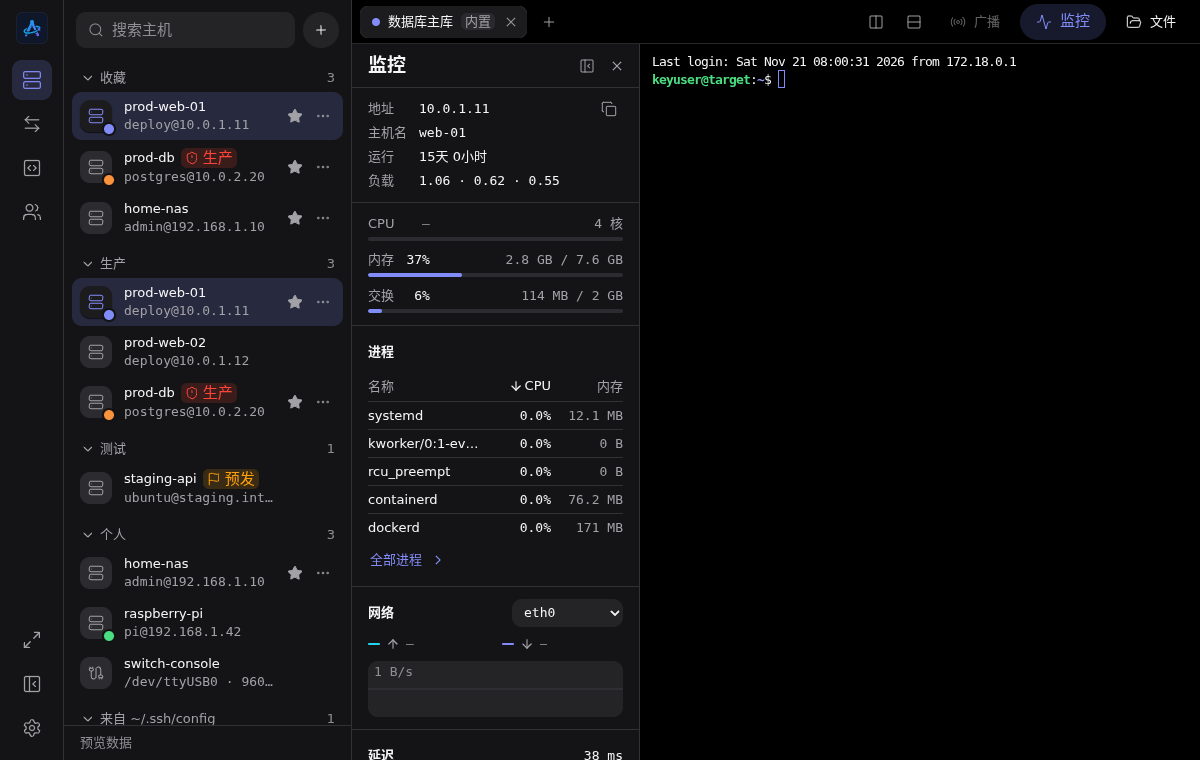 搜索主机
收藏 3
prod-web-01
deploy@10.0.1.11
prod-db 生产
postgres@10.0.2.20
home-nas
admin@192.168.1.10
生产 3
prod-web-01
deploy@10.0.1.11
prod-web-02
deploy@10.0.1.12
prod-db 生产
postgres@10.0.2.20
测试 1
staging-api 预发
ubuntu@staging.int…
个人 3
home-nas
admin@192.168.1.10
raspberry-pi
pi@192.168.1.42
switch-console
/dev/ttyUSB0 · 960…
来自 ~/.ssh/config 1
预览数据
数据库主库 内置
广播 监控 文件
监控
地址 10.0.1.11
主机名 web-01
运行 15天 0小时
负载 1.06 · 0.62 · 0.55
CPU — 4 核
内存 37% 2.8 GB / 7.6 GB
交换 6% 114 MB / 2 GB
进程
名称 CPU 内存
systemd 0.0% 12.1 MB
kworker/0:1-ev… 0.0% 0 B
rcu_preempt 0.0% 0 B
containerd 0.0% 76.2 MB
dockerd 0.0% 171 MB
全部进程
网络 eth0
— —
1 B/s
延迟 38 ms
Last login: Sat Nov 21 08:00:31 2026 from 172.18.0.1
keyuser@target:~$